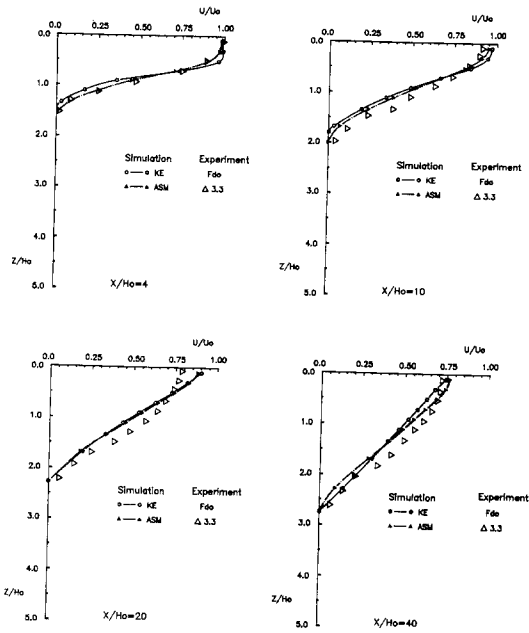 U/Uo
0.0 0.25 0.50 0.75 1.00
0.0
1.0
2.0
3.0
4.0
Z/Ho
5.0
Simulation Experiment
KE Fdo
ASM △ 3.3
X/Ho=4
U/Uo
0.0 0.25 0.50 0.75 1.00
0.0
1.0
2.0
3.0
4.0
Z/Ho
5.0
Simulation Experiment
KE Fdo
ASM △ 3.3
X/Ho=10
U/Uo
0.0 0.25 0.50 0.75 1.00
0.0
1.0
2.0
3.0
4.0
Z/Ho
5.0
Simulation Experiment
KE Fdo
ASM △ 3.3
X/Ho=20
U/Uo
0.0 0.25 0.50 0.75 1.00
0.0
1.0
2.0
3.0
4.0
Z/Ho
5.0
Simulation Experiment
KE Fdo
ASM △ 3.3
X/Ho=40